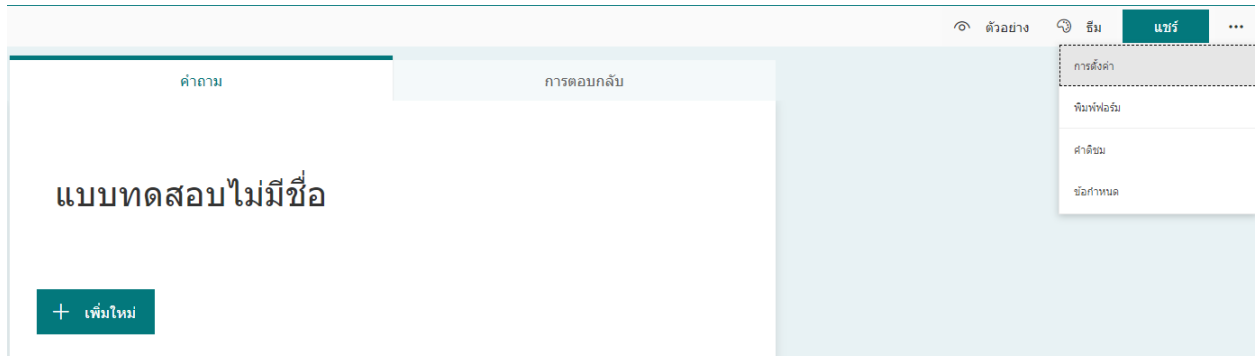 ตัวอย่าง ธีม แชร์ ...
การตั้งค่า
พิมพ์ฟอร์ม
คำติชม
ข้อกำหนด
คำถาม การตอบกลับ
แบบทดสอบไม่มีชื่อ
+ เพิ่มใหม่